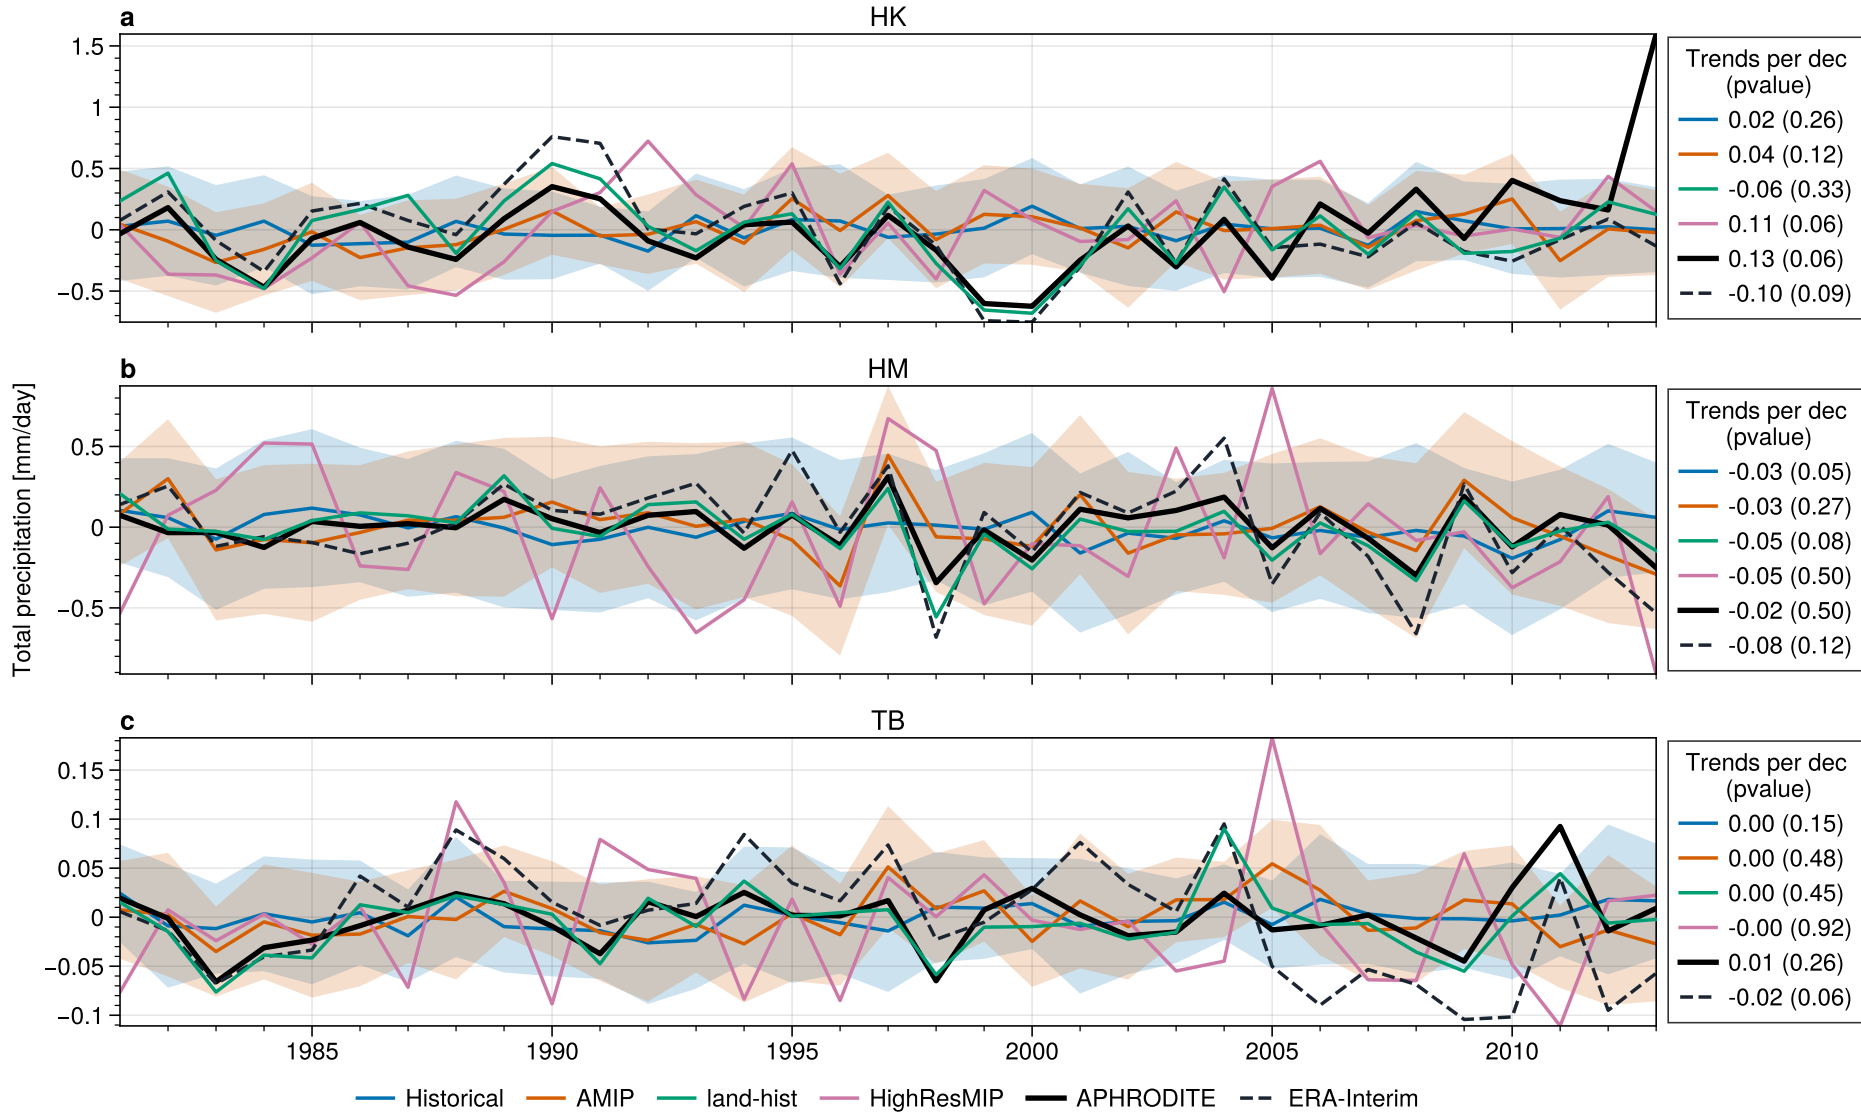 a
HK
1.5
1
0.5
0
−0.5
Trends per dec
(pvalue)
0.02 (0.26)
0.04 (0.12)
-0.06 (0.33)
0.11 (0.06)
0.13 (0.06)
-0.10 (0.09)
b
HM
Total precipitation [mm/day]
0.5
0
−0.5
Trends per dec
(pvalue)
-0.03 (0.05)
-0.03 (0.27)
-0.05 (0.08)
-0.05 (0.50)
-0.02 (0.50)
-0.08 (0.12)
c
TB
0.15
0.1
0.05
0
−0.05
−0.1
Trends per dec
(pvalue)
0.00 (0.15)
0.00 (0.48)
0.00 (0.45)
-0.00 (0.92)
0.01 (0.26)
-0.02 (0.06)
1985 1990 1995 2000 2005 2010
Historical AMIP land-hist HighResMIP APHRODITE ERA-Interim